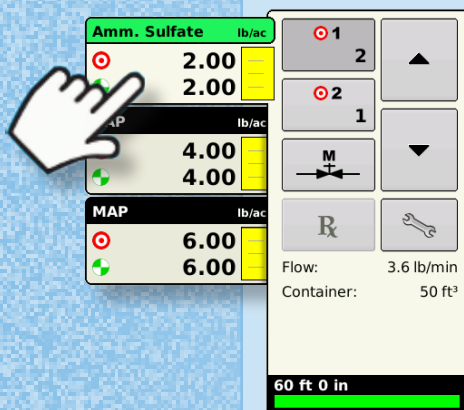 Amm. Sulfate lb/ac
2.00
2.00
lb/ac
4.00
4.00
MAP lb/ac
6.00
6.00
1
2
2
1
M
Rx
Flow: 3.6 lb/min
Container: 50 ft³
60 ft 0 in